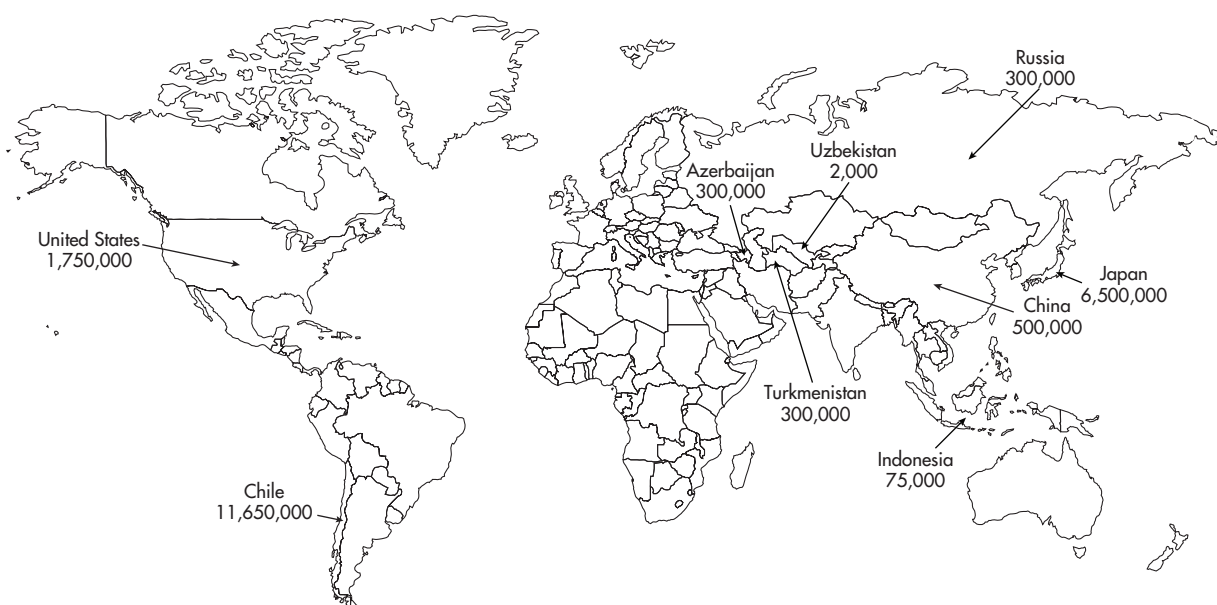 Russia
300,000
Uzbekistan
2,000
Azerbaijan
300,000
United States
1,750,000
Japan
6,500,000
China
500,000
Turkmenistan
300,000
Indonesia
75,000
Chile
11,650,000